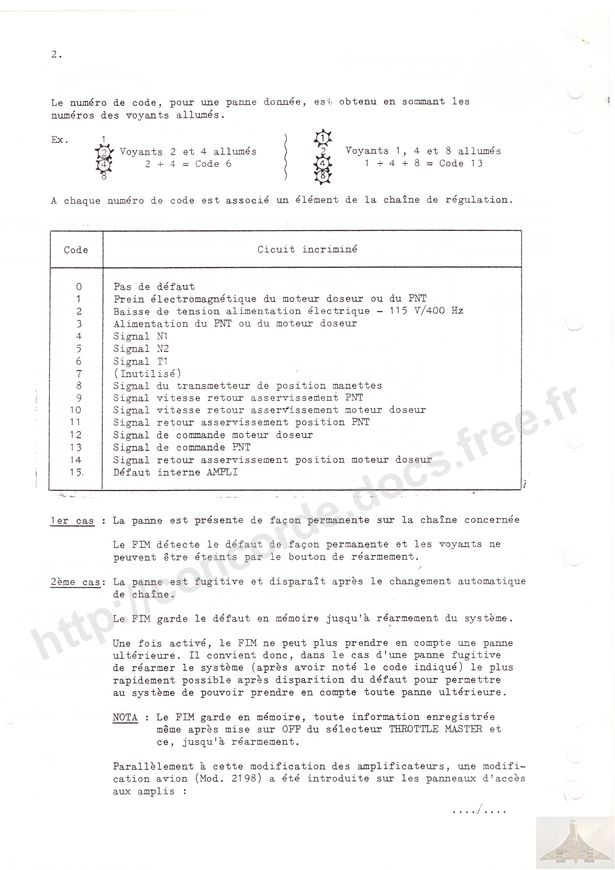 2.
Le numéro de code, pour une panne donnée, est obtenu en sommant les
numéros des voyants allumés.
Ex. 1 1
2 Voyants 2 et 4 allumés 2 Voyants 1, 4 et 8 allumés
4 2 + 4 = Code 6 4 1 + 4 + 8 = Code 13
8 8
A chaque numéro de code est associé un élément de la chaîne de régulation.
Code Cicuit incriminé
0 Pas de défaut
1 Frein électromagnétique du moteur doseur ou du PNT
2 Baisse de tension alimentation électrique - 115 V/400 Hz
3 Alimentation du PNT ou du moteur doseur
4 Signal N1
5 Signal N2
6 Signal T1
7 (Inutilisé)
8 Signal du transmetteur de position manettes
9 Signal vitesse retour asservissement PNT
10 Signal vitesse retour asservissement moteur doseur
11 Signal retour asservissement position PNT
12 Signal de commande moteur doseur
13 Signal de commande PNT
14 Signal retour asservissement position moteur doseur
15. Défaut interne AMPLI
1er cas : La panne est présente de façon permanente sur la chaîne concernée
Le FIM détecte le défaut de façon permanente et les voyants ne
peuvent être éteints par le bouton de réarmement.
2ème cas: La panne est fugitive et disparaît après le changement automatique
de chaîne.
Le FIM garde le défaut en mémoire jusqu'à réarmement du système.
Une fois activé, le FIM ne peut plus prendre en compte une panne
ultérieure. Il convient donc, dans le cas d'une panne fugitive
de réarmer le système (après avoir noté le code indiqué) le plus
rapidement possible après disparition du défaut pour permettre
au système de pouvoir prendre en compte toute panne ultérieure.
NOTA : Le FIM garde en mémoire, toute information enregistrée
même après mise sur OFF du sélecteur THROTTLE MASTER et
ce, jusqu'à réarmement.
Parallèlement à cette modification des amplificateurs, une modifi-
cation avion (Mod. 2198) a été introduite sur les panneaux d'accès
aux amplis :
..../....
http://concorde.docs.free.fr